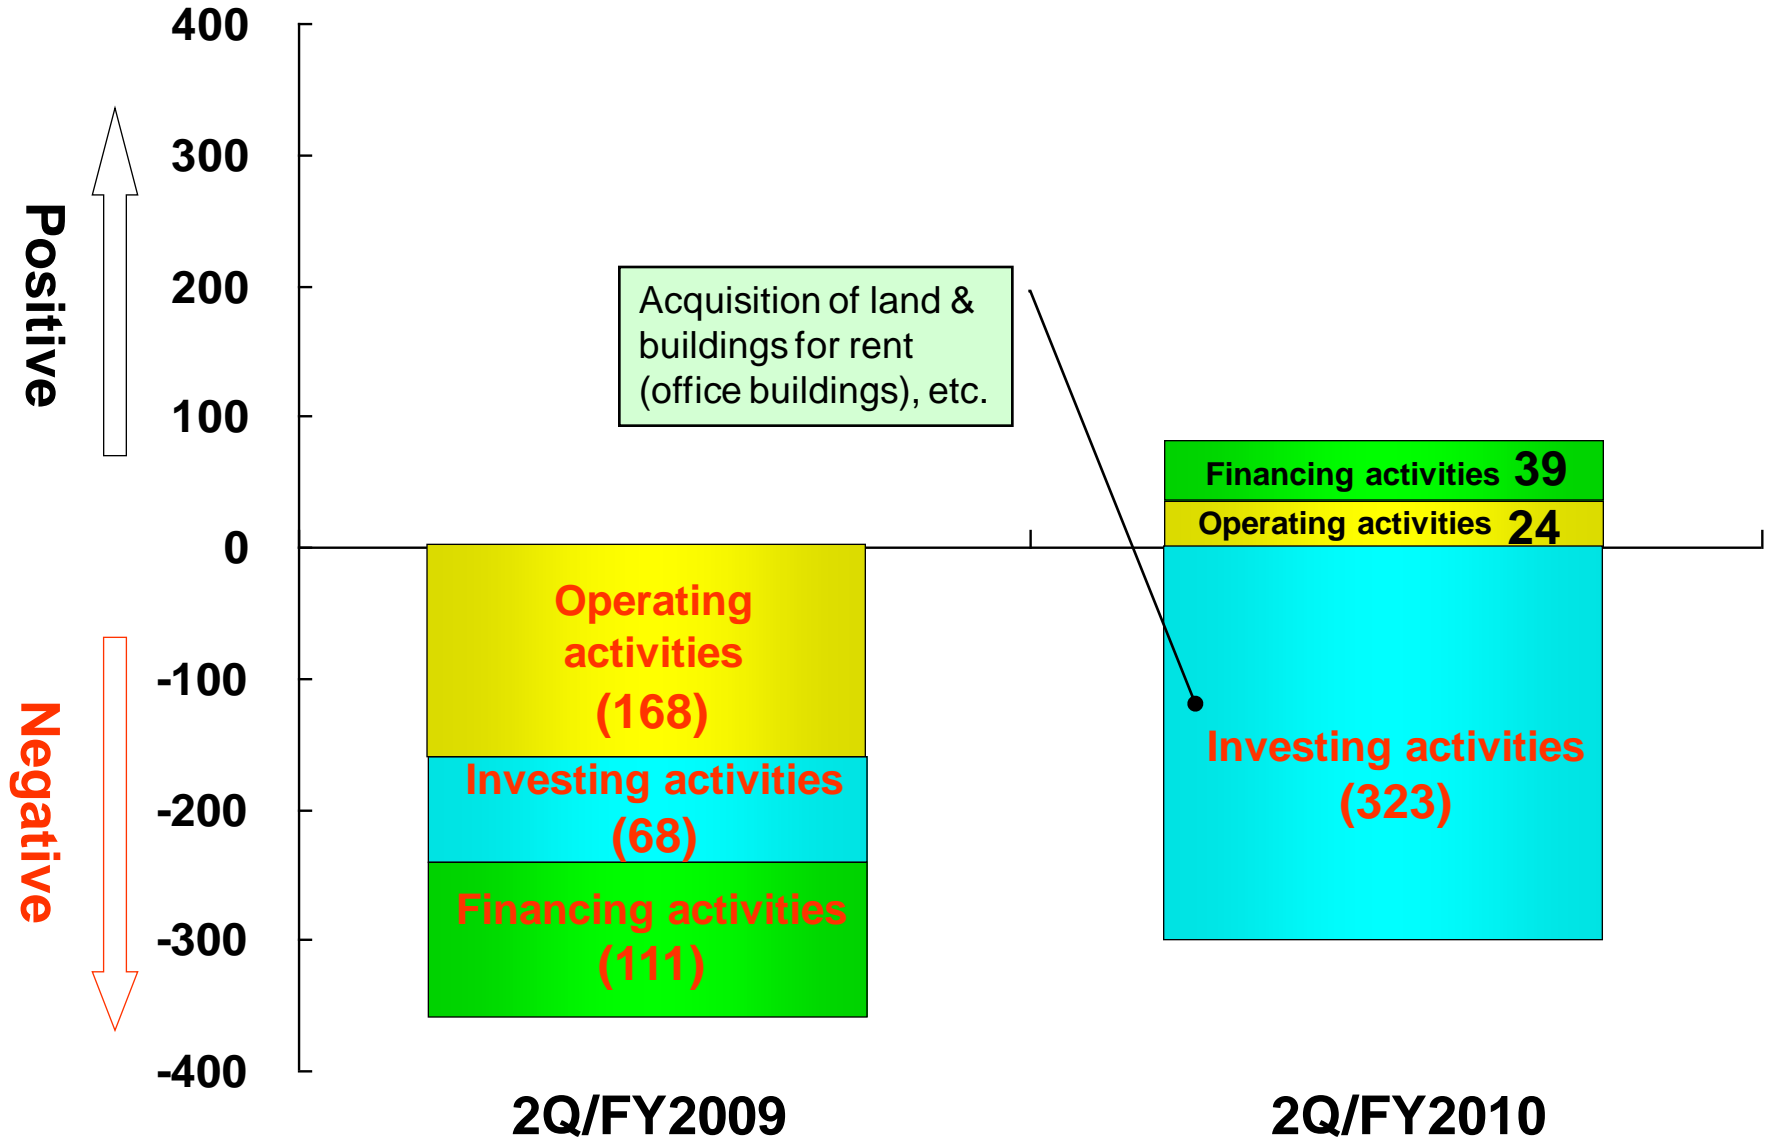 400
300
200
100
0
-100
-200
-300
-400
Positive
Negative
Acquisition of land &
buildings for rent
(office buildings), etc.
Operating
activities
(168)
Investing activities
(68)
Financing activities
(111)
Financing activities 39
Operating activities 24
Investing activities
(323)
2Q/FY2009
2Q/FY2010